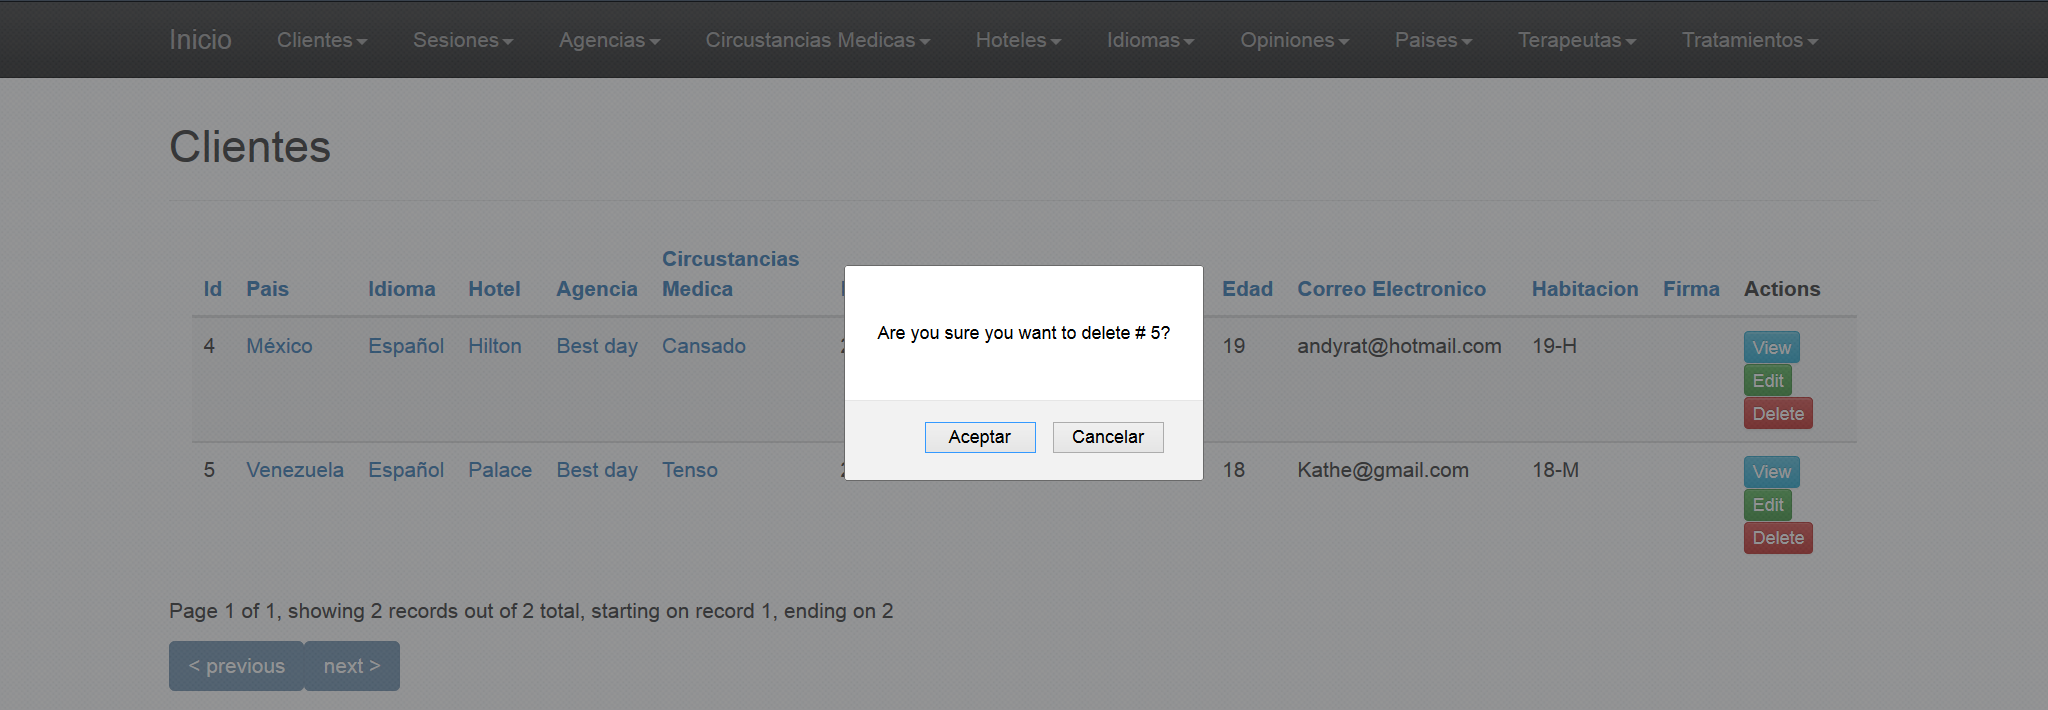 Inicio Clientes Sesiones Agencias Circustancias Medicas Hoteles Idiomas Opiniones Paises Terapeutas Tratamientos
Clientes
Circustancias
Id Pais Idioma Hotel Agencia Medica Edad Correo Electronico Habitacion Firma Actions
4 México Español Hilton Best day Cansado 19 andyrat@hotmail.com 19-H View
Edit
Delete
5 Venezuela Español Palace Best day Tenso 18 Kathe@gmail.com 18-M View
Edit
Delete
Are you sure you want to delete # 5?
Aceptar Cancelar
Page 1 of 1, showing 2 records out of 2 total, starting on record 1, ending on 2
< previous next >